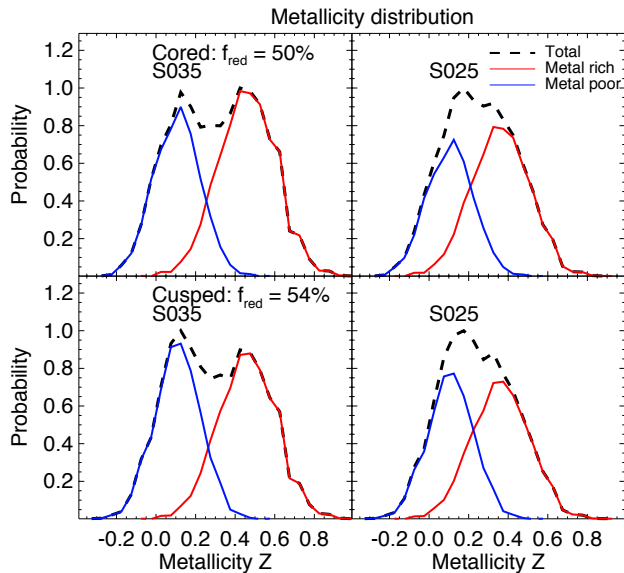 Metallicity distribution
1.2
1.0
0.8
0.6
0.4
0.2
Probability
Cored: f_red = 50%
S035
S025
Total
Metal rich
Metal poor
1.2
1.0
0.8
0.6
0.4
0.2
Probability
Cusped: f_red = 54%
S035
S025
-0.2 0.0 0.2 0.4 0.6 0.8
-0.2 0.0 0.2 0.4 0.6 0.8
Metallicity Z
Metallicity Z